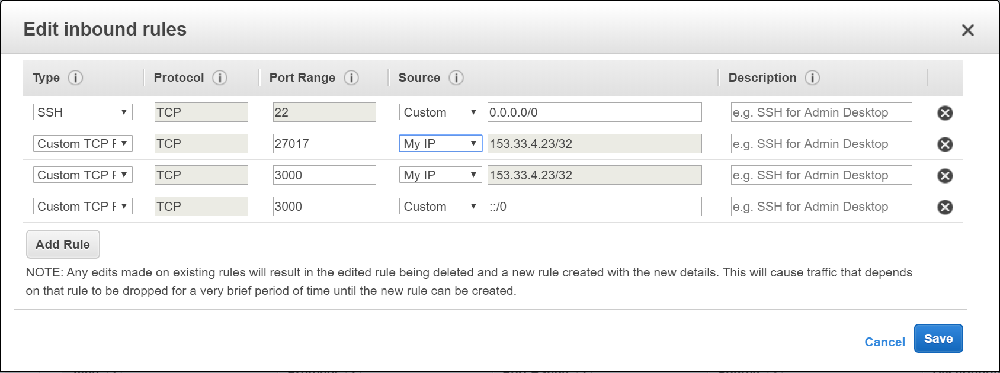 Edit inbound rules
Type Protocol Port Range Source Description
SSH TCP 22 Custom 0.0.0.0/0 e.g. SSH for Admin Desktop
Custom TCP TCP 27017 My IP 153.33.4.23/32 e.g. SSH for Admin Desktop
Custom TCP TCP 3000 My IP 153.33.4.23/32 e.g. SSH for Admin Desktop
Custom TCP TCP 3000 Custom ::/0 e.g. SSH for Admin Desktop
Add Rule
NOTE: Any edits made on existing rules will result in the edited rule being deleted and a new rule created with the new details. This will cause traffic that depends
on that rule to be dropped for a very brief period of time until the new rule can be created.
Cancel Save